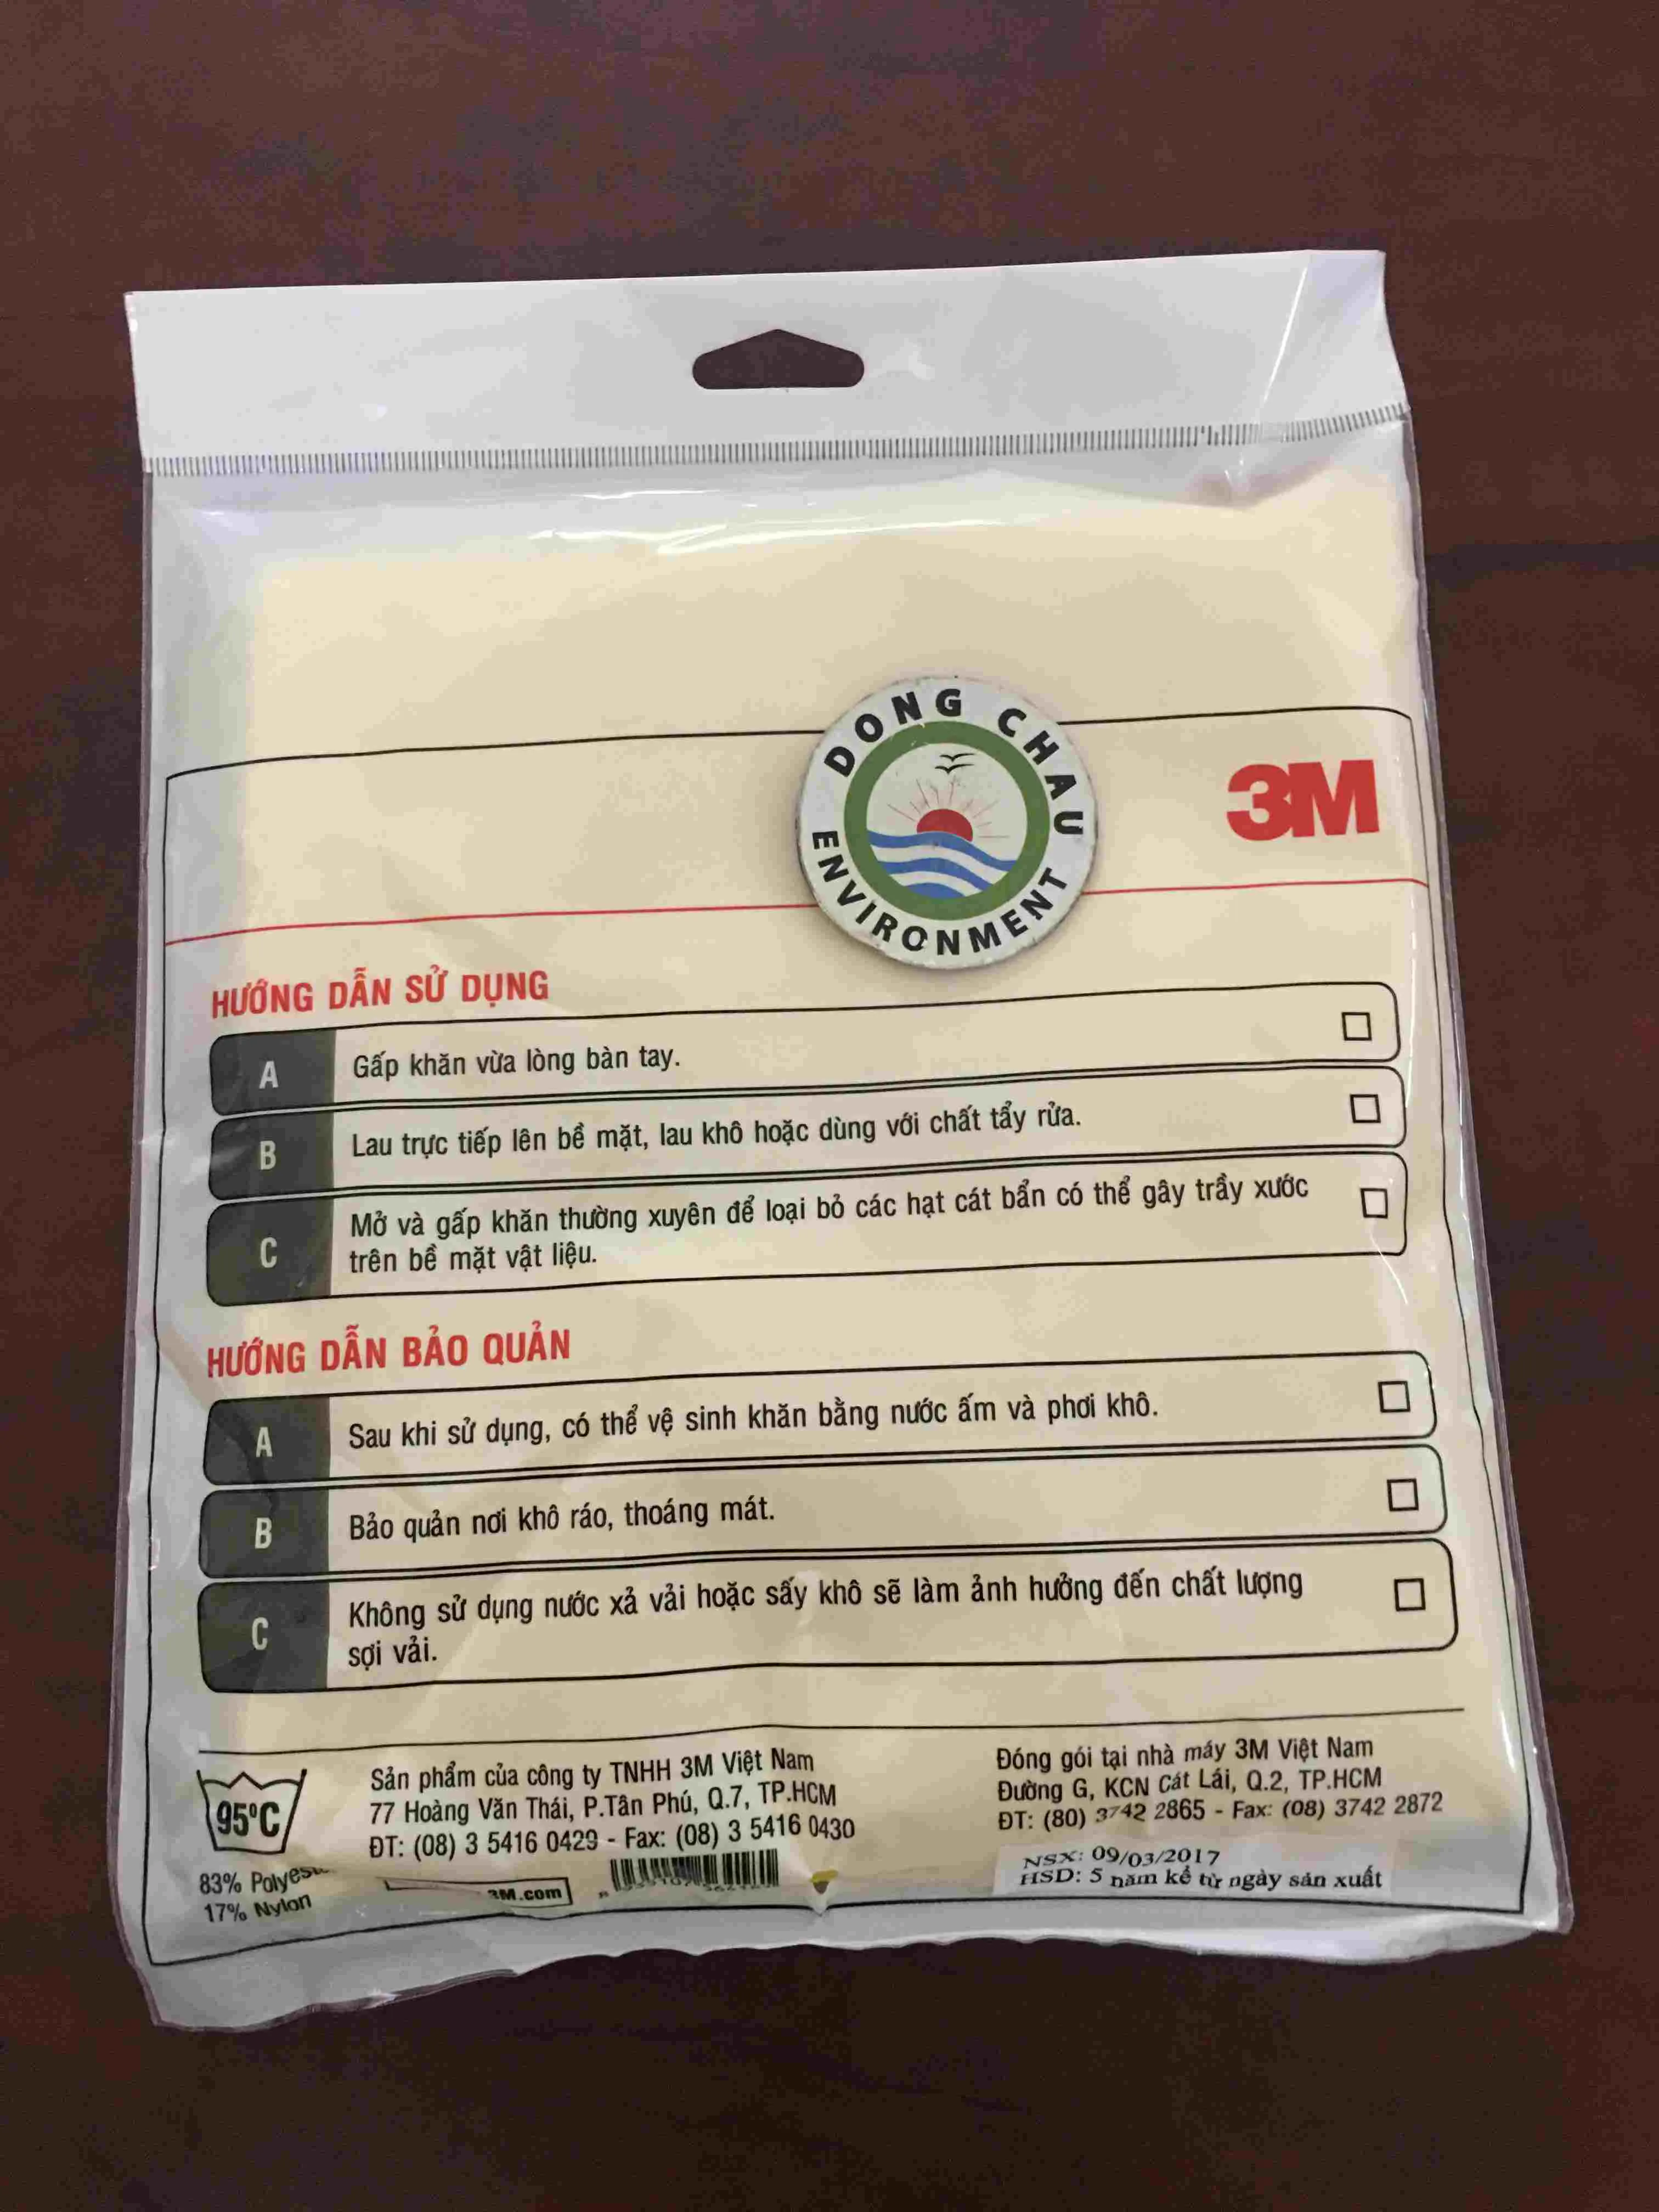 DONG CHAU
ENVIRONMENT
3M
HƯỚNG DẪN SỬ DỤNG
A Gấp khăn vừa lòng bàn tay.
B Lau trực tiếp lên bề mặt, lau khô hoặc dùng với chất tẩy rửa.
C Mở và gấp khăn thường xuyên để loại bỏ các hạt cát bẩn có thể gây trầy xước
trên bề mặt vật liệu.
HƯỚNG DẪN BẢO QUẢN
A Sau khi sử dụng, có thể vệ sinh khăn bằng nước ấm và phơi khô.
B Bảo quản nơi khô ráo, thoáng mát.
C Không sử dụng nước xả vải hoặc sấy khô sẽ làm ảnh hưởng đến chất lượng
sợi vải.
95°C
83%
17% Nylon
Sản phẩm của công ty TNHH 3M Việt Nam
77 Hoàng Văn Thái, P.Tân Phú, Q.7, TP.HCM
ĐT: (08) 3 5416 0429 - Fax: (08) 3 5416 0430
3M.com
Đóng gói tại nhà máy 3M Việt Nam
Đường G, KCN Cát Lái, Q.2, TP.HCM
ĐT: (80) 3742 2865 - Fax: (08) 3742 2872
NSX: 09/03/2017
HSD: 5 năm kể từ ngày sản xuất